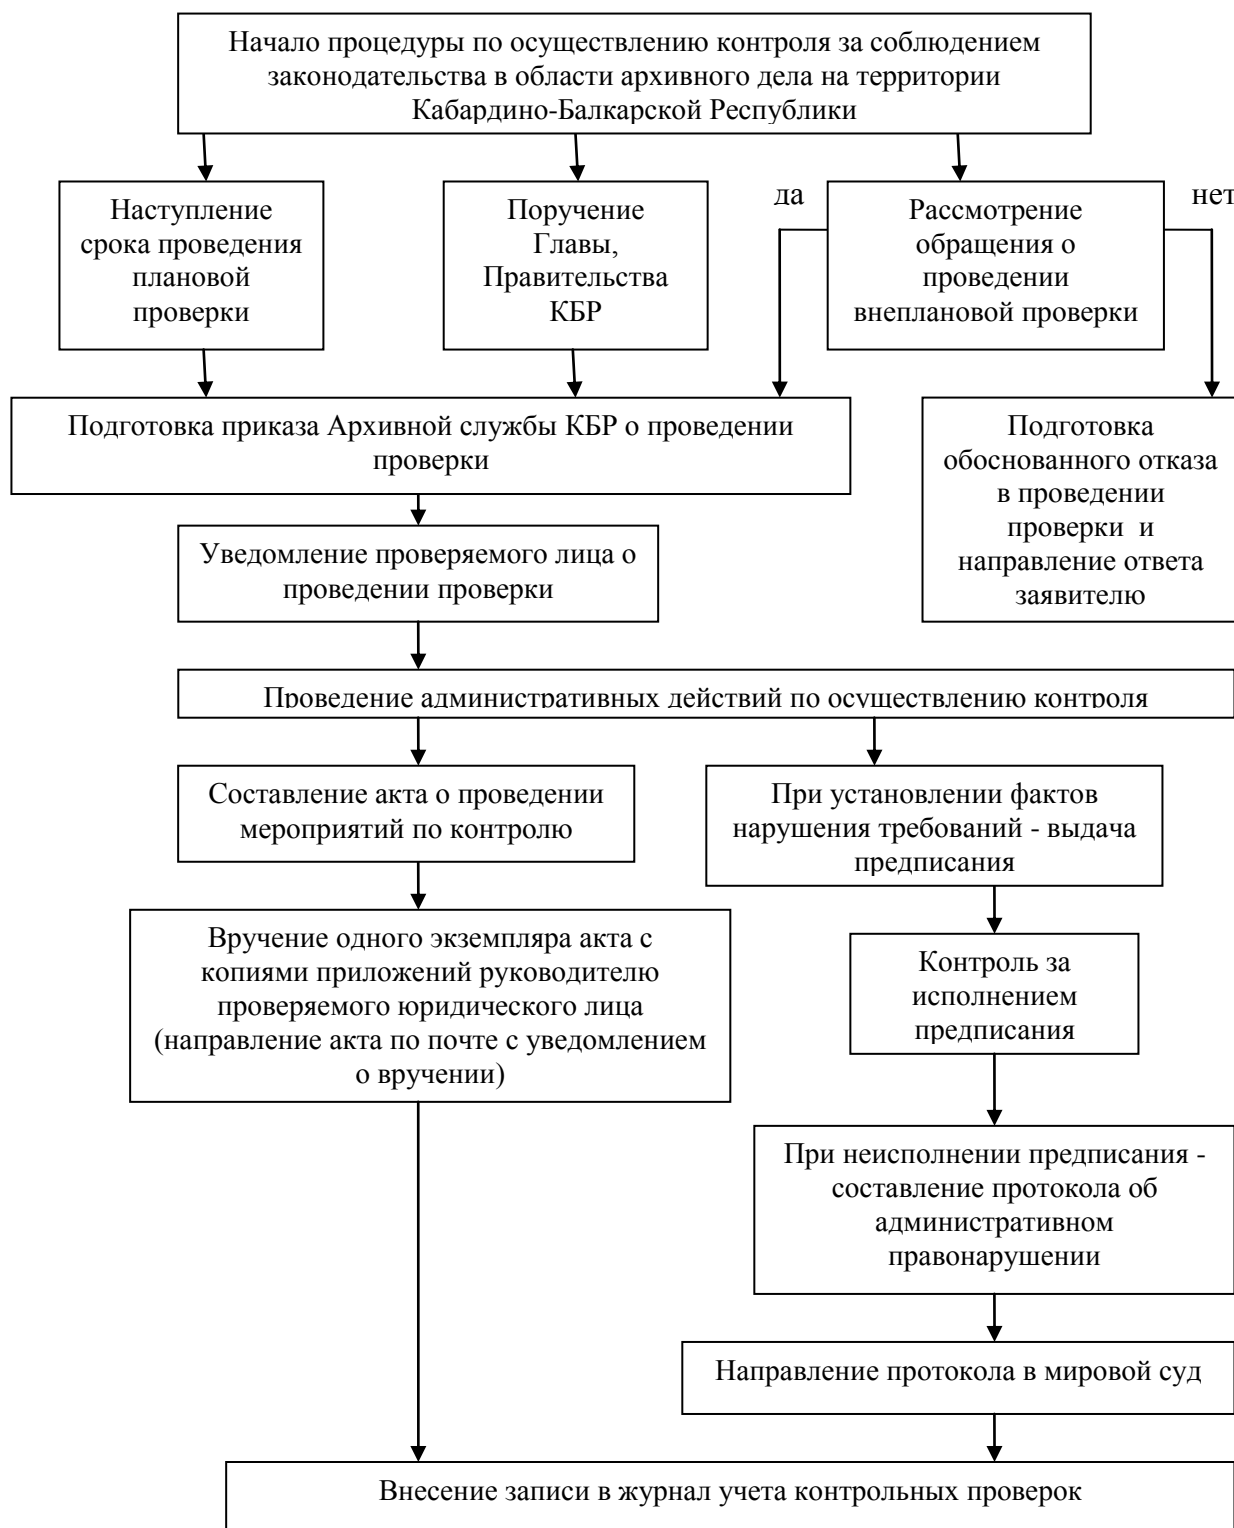 Начало процедуры по осуществлению контроля за соблюдением
законодательства в области архивного дела на территории
Кабардино-Балкарской Республики
Наступление
срока проведения
плановой
проверки
Поручение
Главы,
Правительства
КБР
да
Рассмотрение
обращения о
проведении
внеплановой проверки
нет
Подготовка приказа Архивной службы КБР о проведении
проверки
Подготовка
обоснованного отказа
в проведении
проверки и
направление ответа
заявителю
Уведомление проверяемого лица о
проведении проверки
Проведение административных действий по осуществлению контроля
Составление акта о проведении
мероприятий по контролю
При установлении фактов
нарушения требований - выдача
предписания
Вручение одного экземпляра акта с
копиями приложений руководителю
проверяемого юридического лица
(направление акта по почте с уведомлением
о вручении)
Контроль за
исполнением
предписания
При неисполнении предписания -
составление протокола об
административном
правонарушении
Направление протокола в мировой суд
Внесение записи в журнал учета контрольных проверок